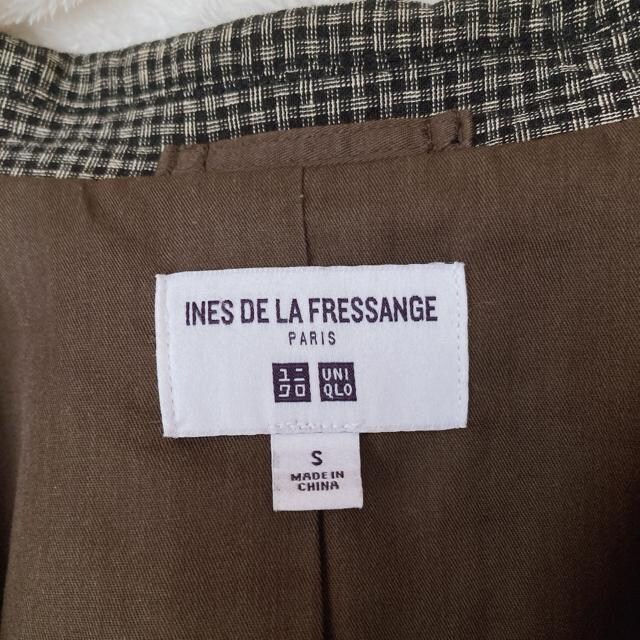 INES DE LA FRESSANGE
PARIS
ユニ UNI
クロ QLO
S
MADE IN
CHINA